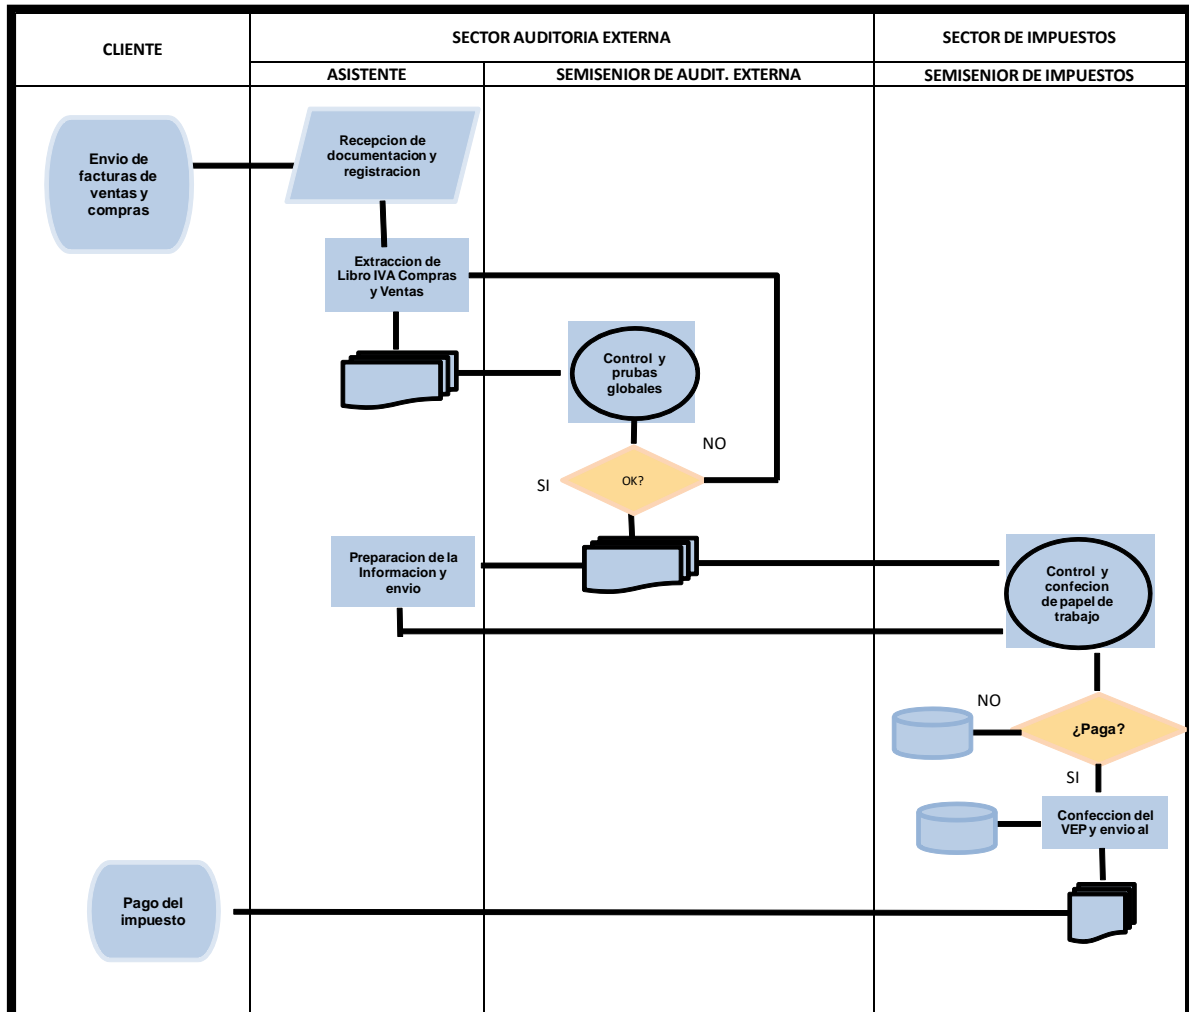 CLIENTE
SECTOR AUDITORIA EXTERNA
SECTOR DE IMPUESTOS
ASISTENTE
SEMISENIOR DE AUDIT. EXTERNA
SEMISENIOR DE IMPUESTOS
Envio de
facturas de
ventas y
compras
Recepcion de
documentacion y
registracion
Extraccion de
Libro IVA Compras
y Ventas
Control y
prubas
globales
NO
SI
OK?
Preparacion de la
Informacion y
envio
Control y
confecion
de papel de
trabajo
NO
¿Paga?
SI
Confeccion del
VEP y envio al
Pago del
impuesto